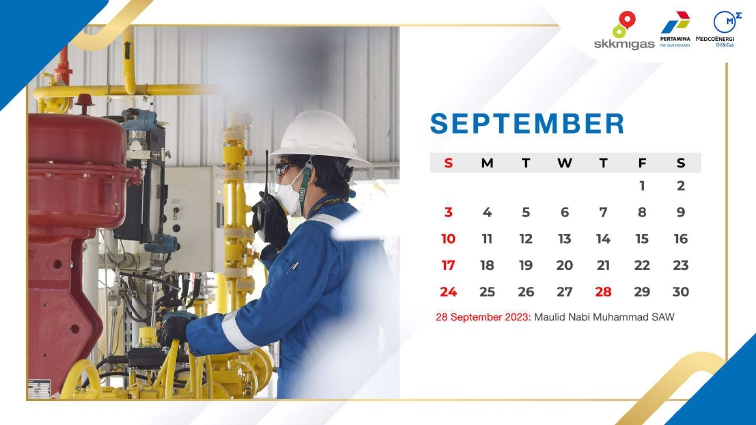 skkmigas
PERTAMINA
MEDCOENERGI
Oil & Gas
SEPTEMBER
S M T W T F S
1 2
3 4 5 6 7 8 9
10 11 12 13 14 15 16
17 18 19 20 21 22 23
24 25 26 27 28 29 30
28 September 2023: Maulid Nabi Muhammad SAW